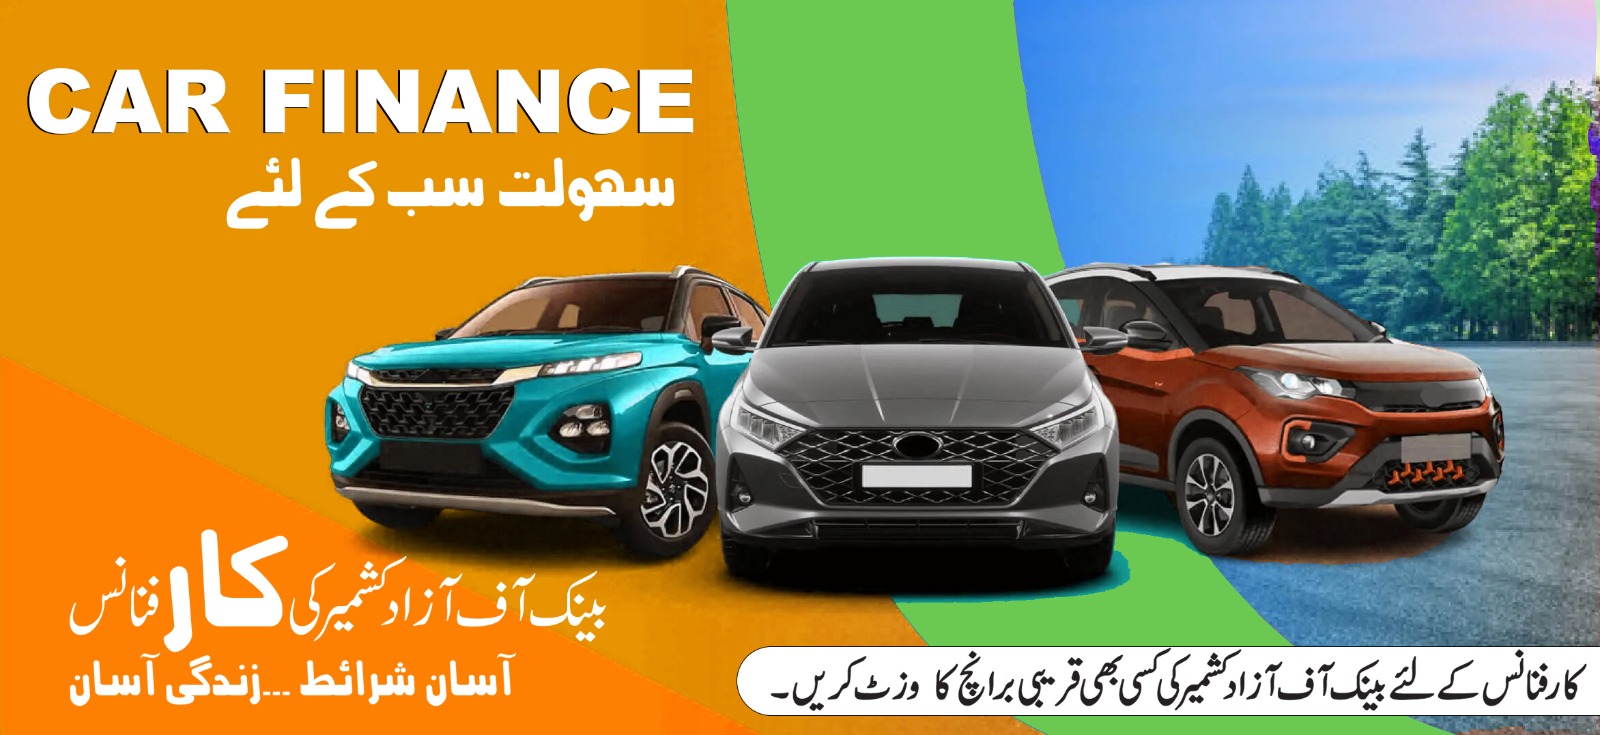 CAR FINANCE
سہولت سب کے لئے
بینک آف آزاد کشمیر کی کار فنانس
آسان شرائط ...زندگی آسان
کار فنانس کے لئے بینک آف آزاد کشمیر کی کسی بھی قریبی برانچ کا وزٹ کریں۔